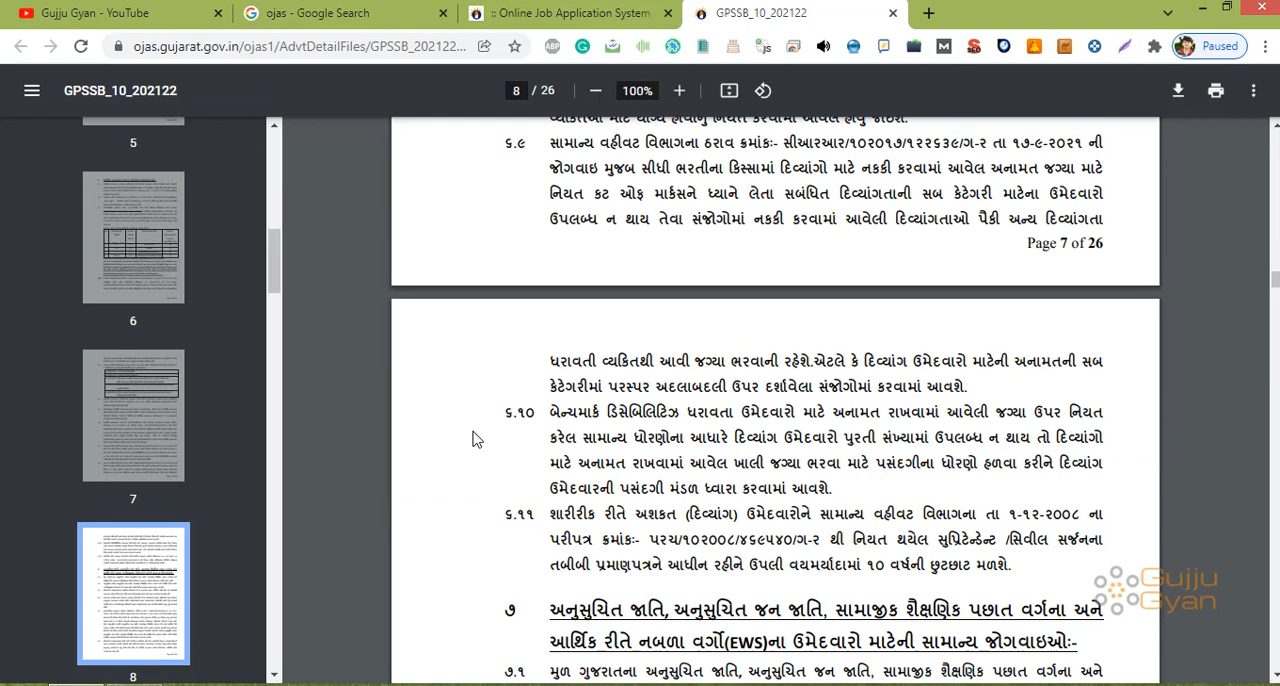 Gujju Gyan - YouTube
ojas - Google Search
:: Online Job Application System
GPSSB_10_202122
ojas.gujarat.gov.in/ojas1/AdvtDetailFiles/GPSSB_202122...
Paused
GPSSB_10_202122
8 / 26
100%
5
6
7
8
૬.૯ સામાન્ય વહીવટ વિભાગના ઠરાવ ક્રમાંકઃ- સીઆરઆર/૧૦૨૦૧૭/૧૨૨૬૩૯/ગ-૨ તા ૧૭-૯-૨૦૨૧ ની
જોગવાઇ મુજબ સીધી ભરતીના કિસ્સામાં દિવ્યાંગો માટે નકકી કરવામાં આવેલ અનામત જગ્યા માટે
નિયત કટ ઓફ માર્કસને ધ્યાને લેતા સબંધિત દિવ્યાંગતાની સબ કેટેગરી માટેના ઉમેદવારો
ઉપલબ્ધ ન થાય તેવા સંજોગોમાં નકકી કરવામાં આવેલી દિવ્યાંગતાઓ પૈકી અન્ય દિવ્યાંગતા
Page 7 of 26
ધરાવતી વ્યકિતથી આવી જગ્યા ભરવાની રહેશે.એટલે કે દિવ્યાંગ ઉમેદવારો માટેની અનામતની સબ
કેટેગરીમાં પરસ્પર અદલાબદલી ઉપર દર્શાવેલ સંજોગોમાં કરવામાં આવશે.
૬.૧૦ બેન્ચમાર્ક ડિસેબિલિટિઝ ધરાવતા ઉમેદવારો માટે અનામત રાખવામાં આવેલી જગ્યા ઉપર નિયત
કરેલ સામાન્ય ધોરણોના આધારે દિવ્યાંગ ઉમેદવારો પુરતી સંખ્યામાં ઉપલબ્ધ ન થાય તો દિવ્યાંગો
માટે અનામત રાખવામાં આવેલ ખાલી જગ્યા ભરવા માટે પસંદગીના ધોરણો હળવા કરીને દિવ્યાંગ
ઉમેદવારની પસંદગી મંડળ ધ્વારા કરવામાં આવશે.
૬.૧૧ શારીરીક રીતે અશકત (દિવ્યાંગ) ઉમેદવારોને સામાન્ય વહીવટ વિભાગના તા ૧-૧૨-૨૦૦૮ ના
પરીપત્ર ક્રમાંકઃ- પરચ/૧૦૨૦૦૮/૪૬૯૫૪૦/ગ-૨ થી નિયત થયેલ સુપ્રિટેન્ડેન્ટ /સિવીલ સર્જનના
તબીબી પ્રમાણપત્રને આધીન રહીને ઉપલી વયમર્યાદામાં ૧૦ વર્ષની છુટછાટ મળશે.
૭ અનુસુચિત જાતિ, અનુસુચિત જન જાતિ, સામાજીક શૈક્ષણિક પછાત વર્ગના અને
આર્થિક રીતે નબળા વર્ગો(EWS)ના ઉમેદવારો માટેની સામાન્ય જોગવાઇઓઃ-
૭.૧ મુળ ગુજરાતના અનુસુચિત જાતિ, અનુસુચિત જન જાતિ, સામાજીક શૈક્ષણિક પછાત વર્ગના અને
Gujju
Gyan